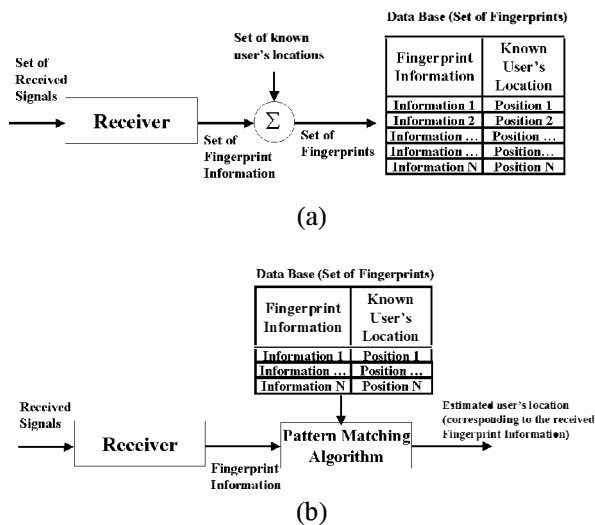 Data Base (Set of Fingerprints)
Set of known
user's locations
Set of
Received
Signals
Receiver
Σ
Set of
Fingerprint
Information
Set of
Fingerprints
Fingerprint
Information
Known
User's
Location
Information 1 Position 1
Information 2 Position 2
Information ... Position ...
Information ... Position...
Information N Position N
(a)
Data Base (Set of Fingerprints)
Fingerprint
Information
Known
User's
Location
Information 1 Position 1
Information ... Position ...
Information N Position N
Received
Signals
Receiver
Fingerprint
Information
Pattern Matching
Algorithm
Estimated user's location
(corresponding to the received
Fingerprint Information)
(b)